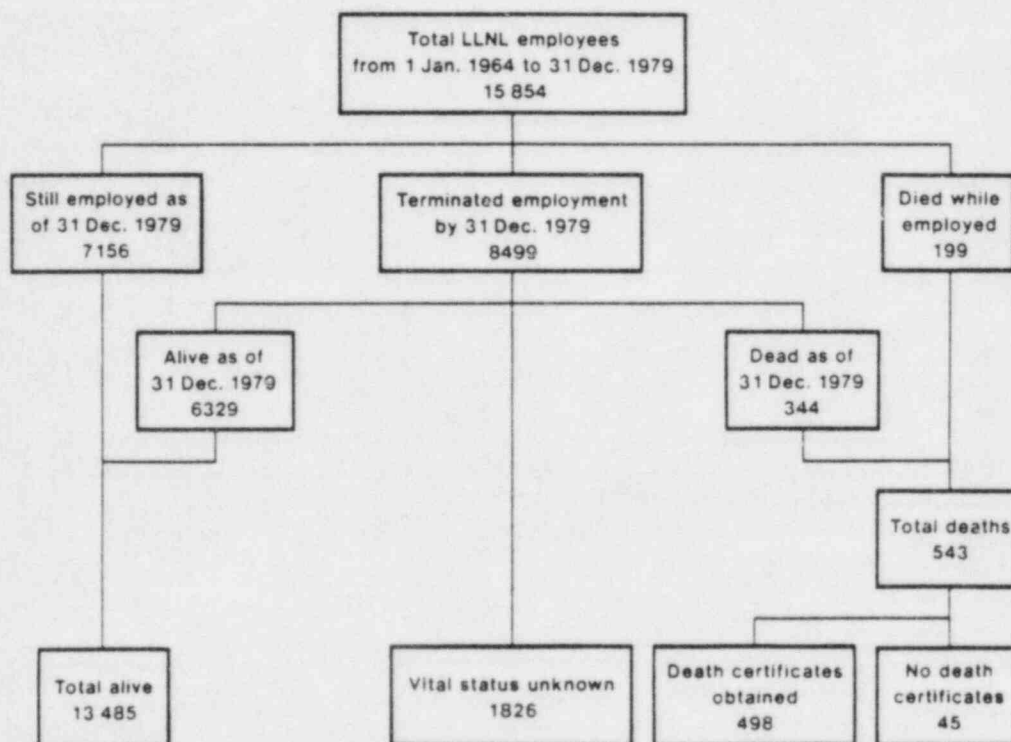 Total LLNL employees
from 1 Jan. 1964 to 31 Dec. 1979
15 854
Still employed as
of 31 Dec. 1979
7156
Terminated employment
by 31 Dec. 1979
8499
Died while
employed
199
Alive as of
31 Dec. 1979
6329
Dead as of
31 Dec. 1979
344
Total deaths
543
Total alive
13 485
Vital status unknown
1826
Death certificates
obtained
498
No death
certificates
45